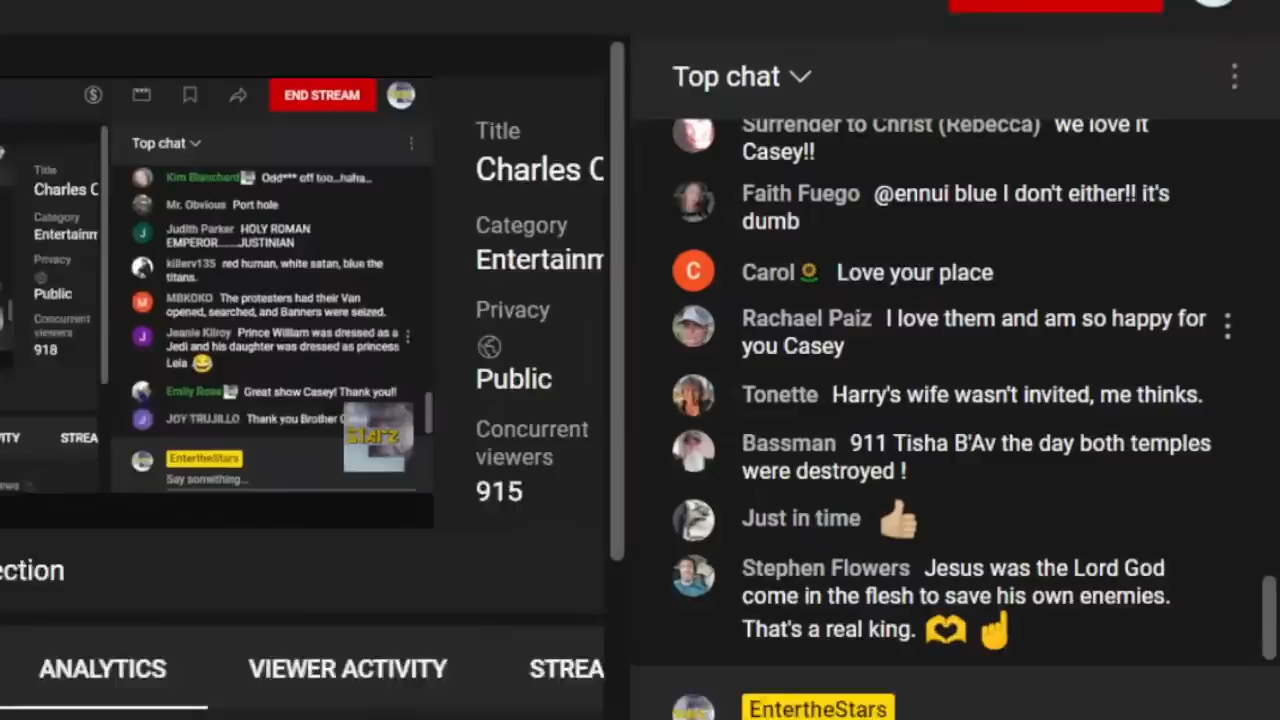 END STREAM
Top chat
Kim Blanchard Odd*** off too...haha...
Mr. Obvious Port hole
J
Judith Parker HOLY ROMAN
EMPEROR.......JUSTINIAN
killerv135 red human, white satan, blue the
titans.
M
MBKOKO The protesters had their Van
opened, searched, and Banners were seized.
J
Jeanie Kilroy Prince William was dressed as a
Jedi and his daughter was dressed as princess
Leia 😂
Emily Rose Great show Casey! Thank you!!
J
JOY TRUJILLO Thank you Brother
Starz
EntertheStars
Say something...
Title
Charles C
Category
Entertainm
Privacy
Public
Concurrent
viewers
918
ITY
STREA
Title
Charles C
Category
Entertainm
Privacy
Public
Concurrent
viewers
915
ection
ANALYTICS
VIEWER ACTIVITY
STREA
Top chat
Surrender to Christ (Rebecca) we love it
Casey!!
Faith Fuego @ennui blue I don't either!! it's
dumb
C
Carol🌻 Love your place
Rachael Paiz I love them and am so happy for
you Casey
Tonette Harry's wife wasn't invited, me thinks.
Bassman 911 Tisha B'Av the day both temples
were destroyed !
Just in time 👍🏼
Stephen Flowers Jesus was the Lord God
come in the flesh to save his own enemies.
That's a real king. 🫶☝️
EntertheStars